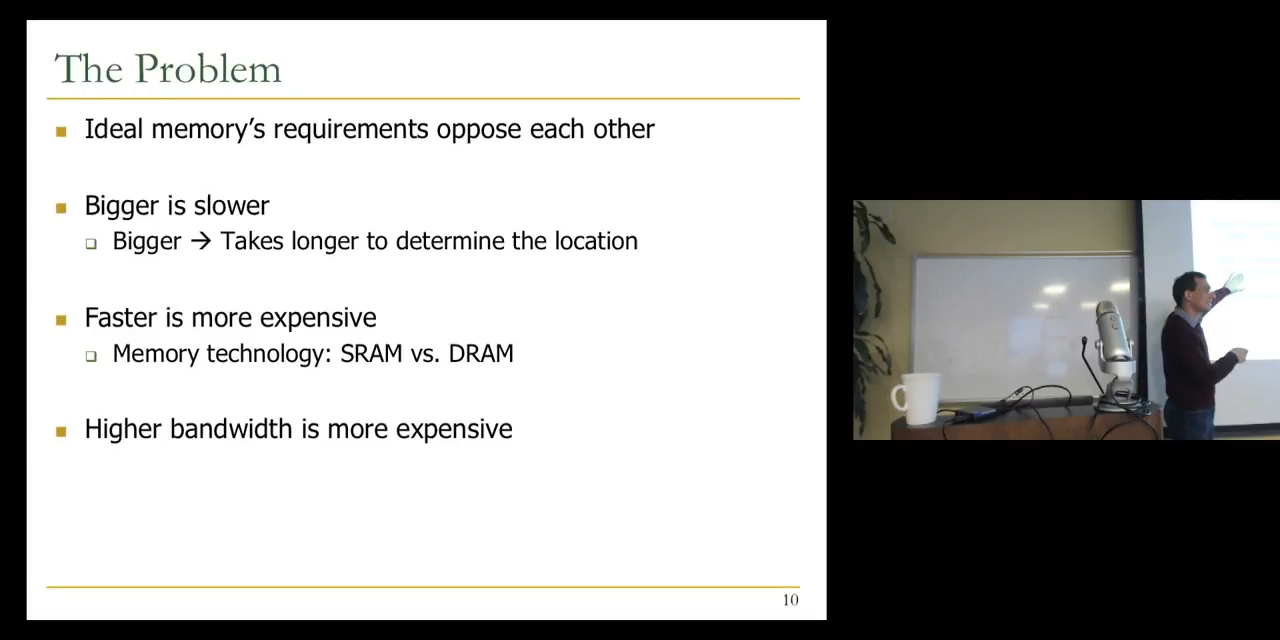 The Problem
Ideal memory’s requirements oppose each other
Bigger is slower
Bigger → Takes longer to determine the location
Faster is more expensive
Memory technology: SRAM vs. DRAM
Higher bandwidth is more expensive
10